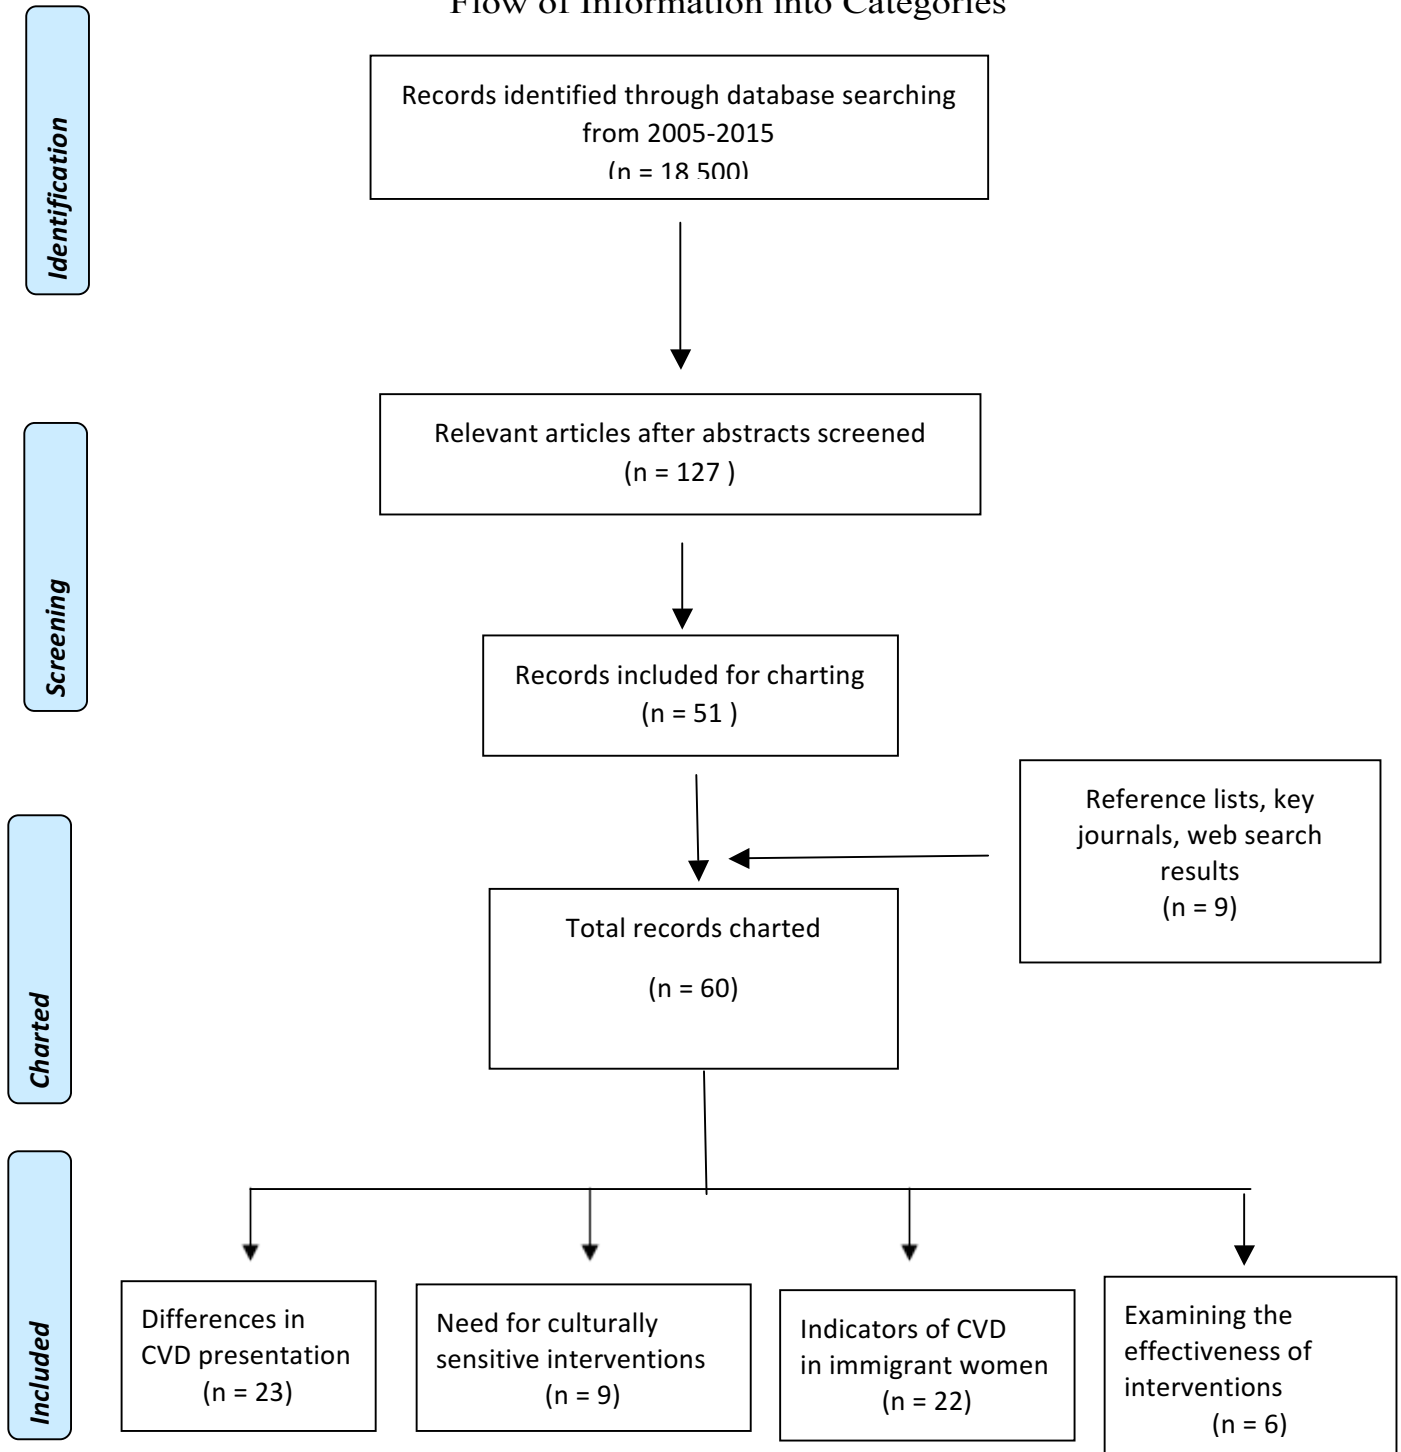 Flow of Information into Categories
Identification
Records identified through database searching
from 2005-2015
(n = 18 500)
Screening
Relevant articles after abstracts screened
(n = 127 )
Records included for charting
(n = 51 )
Reference lists, key
journals, web search
results
(n = 9)
Charted
Total records charted
(n = 60)
Included
Differences in
CVD presentation
(n = 23)
Need for culturally
sensitive interventions
(n = 9)
Indicators of CVD
in immigrant women
(n = 22)
Examining the
effectiveness of
interventions
(n = 6)